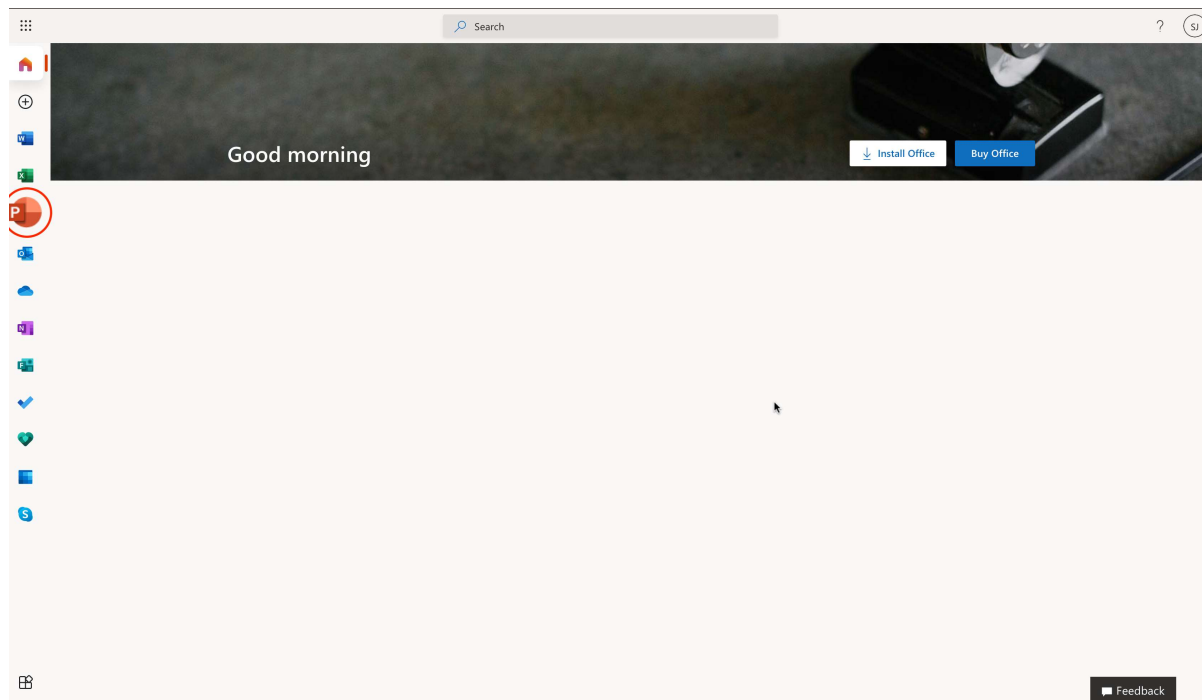 Search
?
SJ
Good morning
Install Office
Buy Office
W
X
P
O
N
F
S
Feedback